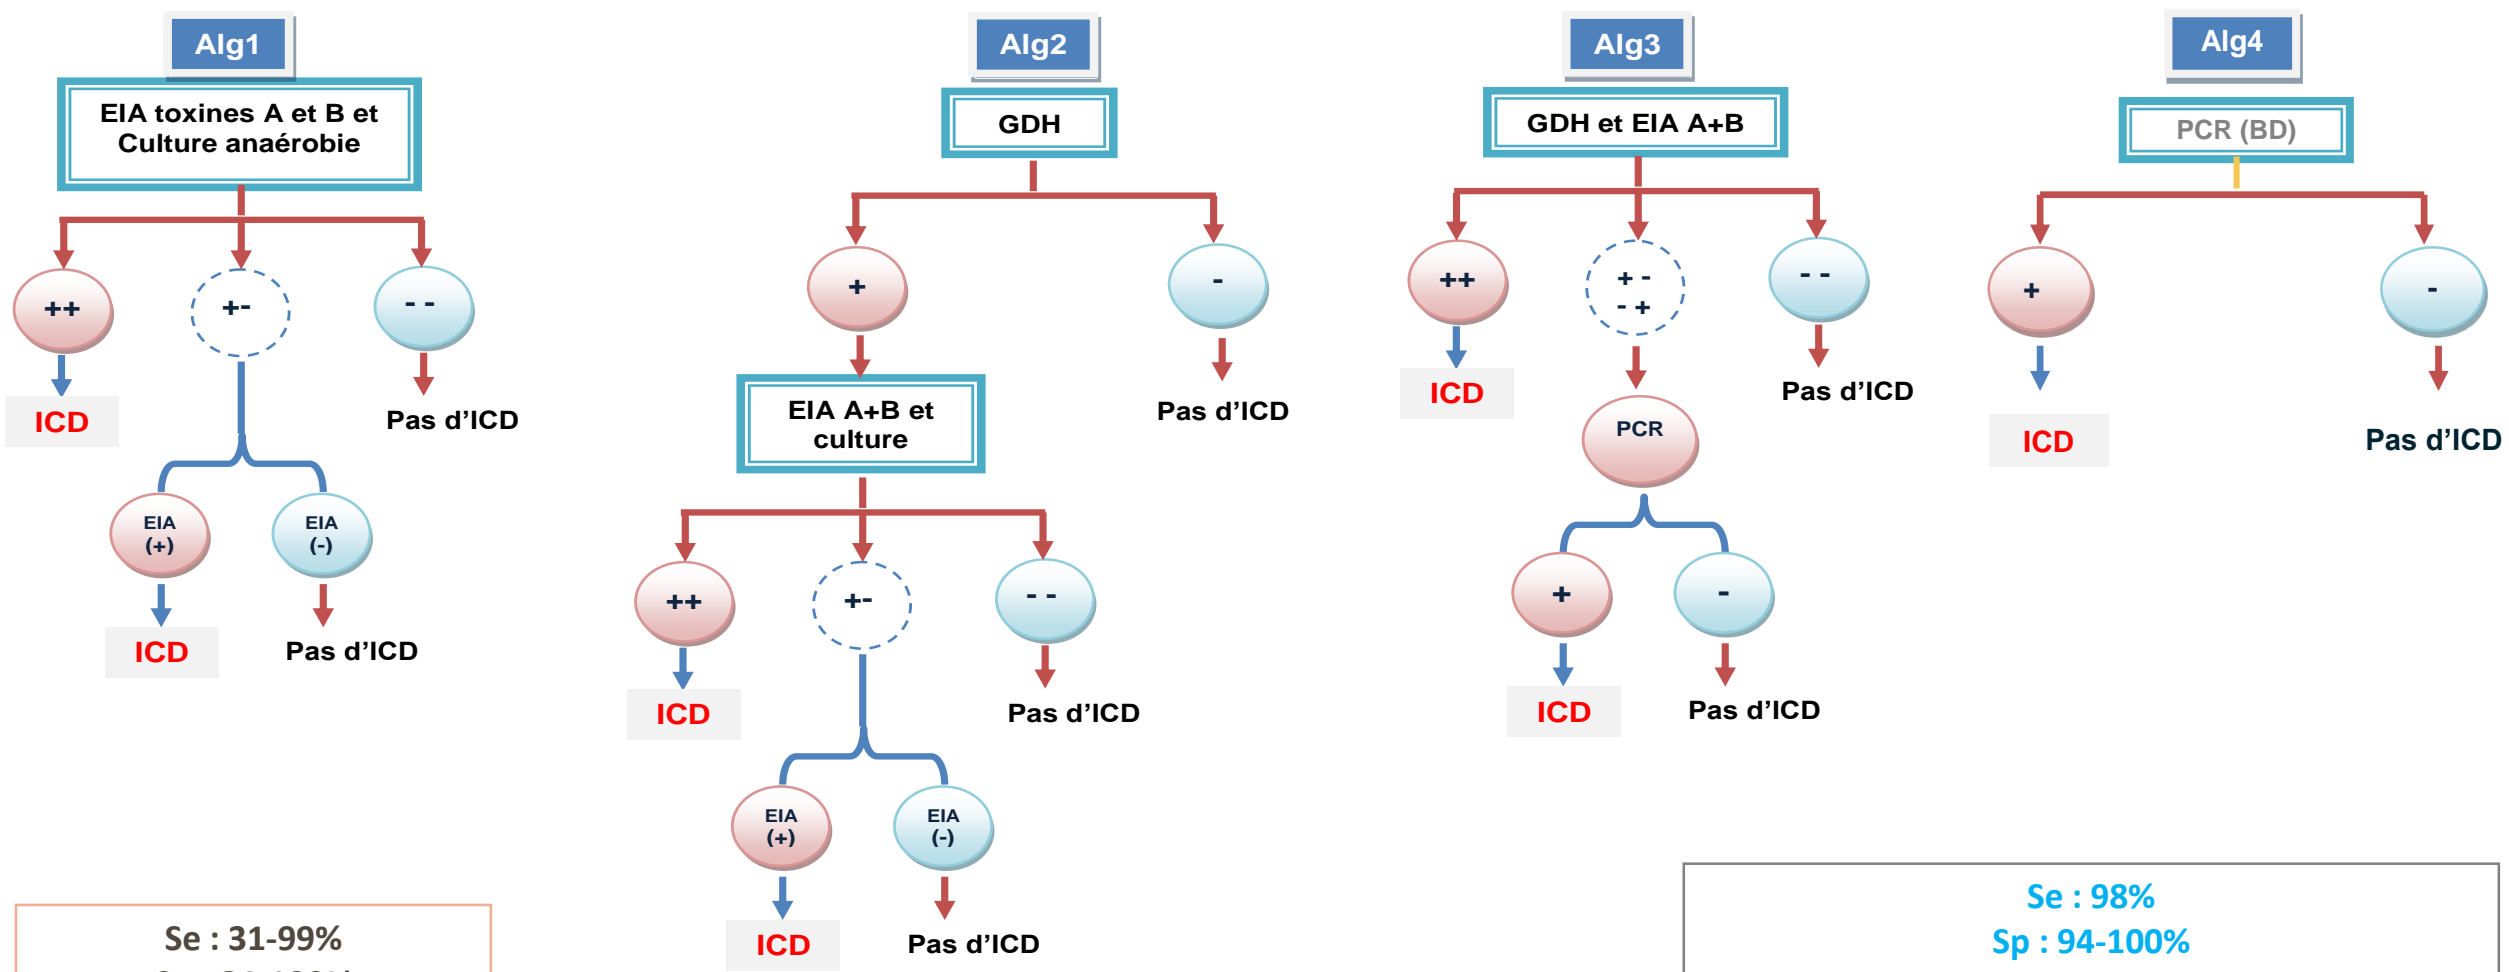 Alg1
EIA toxines A et B et
Culture anaérobie
++
+-
- -
ICD
Pas d’ICD
EIA
(+)
EIA
(-)
ICD
Pas d’ICD
Alg2
GDH
+
-
EIA A+B et
culture
Pas d’ICD
++
+-
- -
ICD
Pas d’ICD
EIA
(+)
EIA
(-)
ICD
Pas d’ICD
Alg3
GDH et EIA A+B
++
+ -
- +
- -
ICD
Pas d’ICD
PCR
+
-
ICD
Pas d’ICD
Alg4
PCR (BD)
+
-
ICD
Pas d’ICD
Se : 31-99%
Se : 98%
Sp : 94-100%